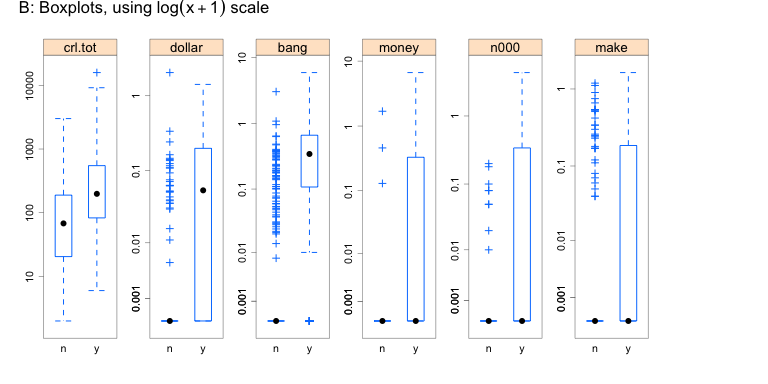 B: Boxplots, using log(x + 1) scale
crl.tot dollar bang money n000 make
10 100 1000 10000
0.001 0.01 0.1 1
0.001 0.01 0.1 1 10
0.001 0.01 0.1 1 10
0.001 0.01 0.1 1
0.001 0.01 0.1 1
n y n y n y n y n y n y